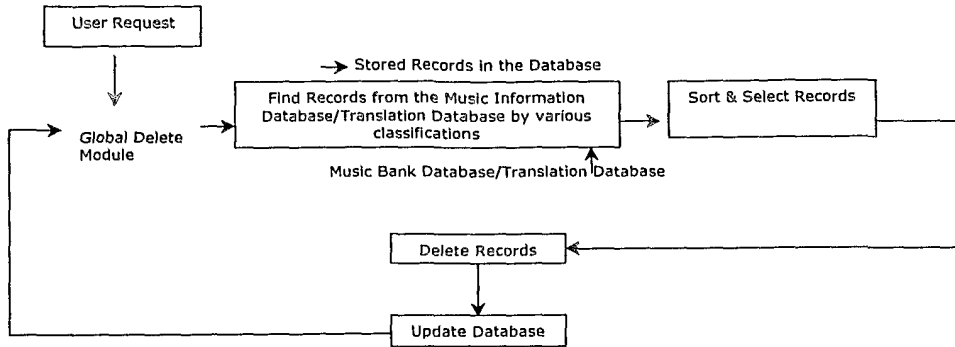 User Request
Stored Records in the Database
Find Records from the Music Information
Database/Translation Database by various
classifications
Sort & Select Records
Global Delete
Module
Music Bank Database/Translation Database
Delete Records
Update Database